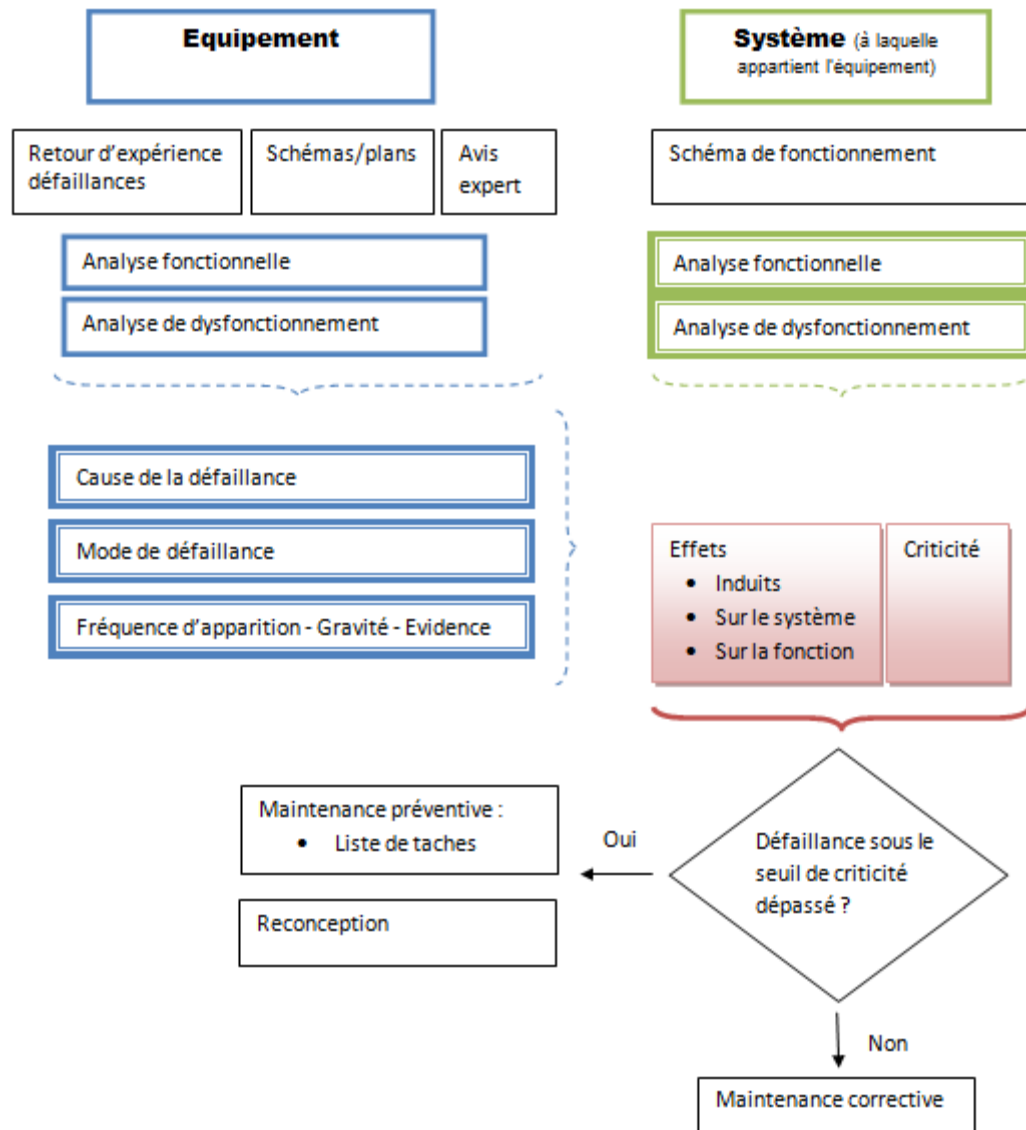 Equipement
Système (à laquelle
appartient l'équipement)
Retour d'expérience
défaillances
Schémas/plans
Avis
expert
Schéma de fonctionnement
Analyse fonctionnelle
Analyse de dysfonctionnement
Analyse fonctionnelle
Analyse de dysfonctionnement
Cause de la défaillance
Mode de défaillance
Fréquence d'apparition - Gravité - Evidence
Effets
• Induits
• Sur le système
• Sur la fonction
Criticité
Maintenance préventive :
• Liste de taches
Reconception
Oui
Défaillance sous le
seuil de criticité
dépassé ?
Non
Maintenance corrective